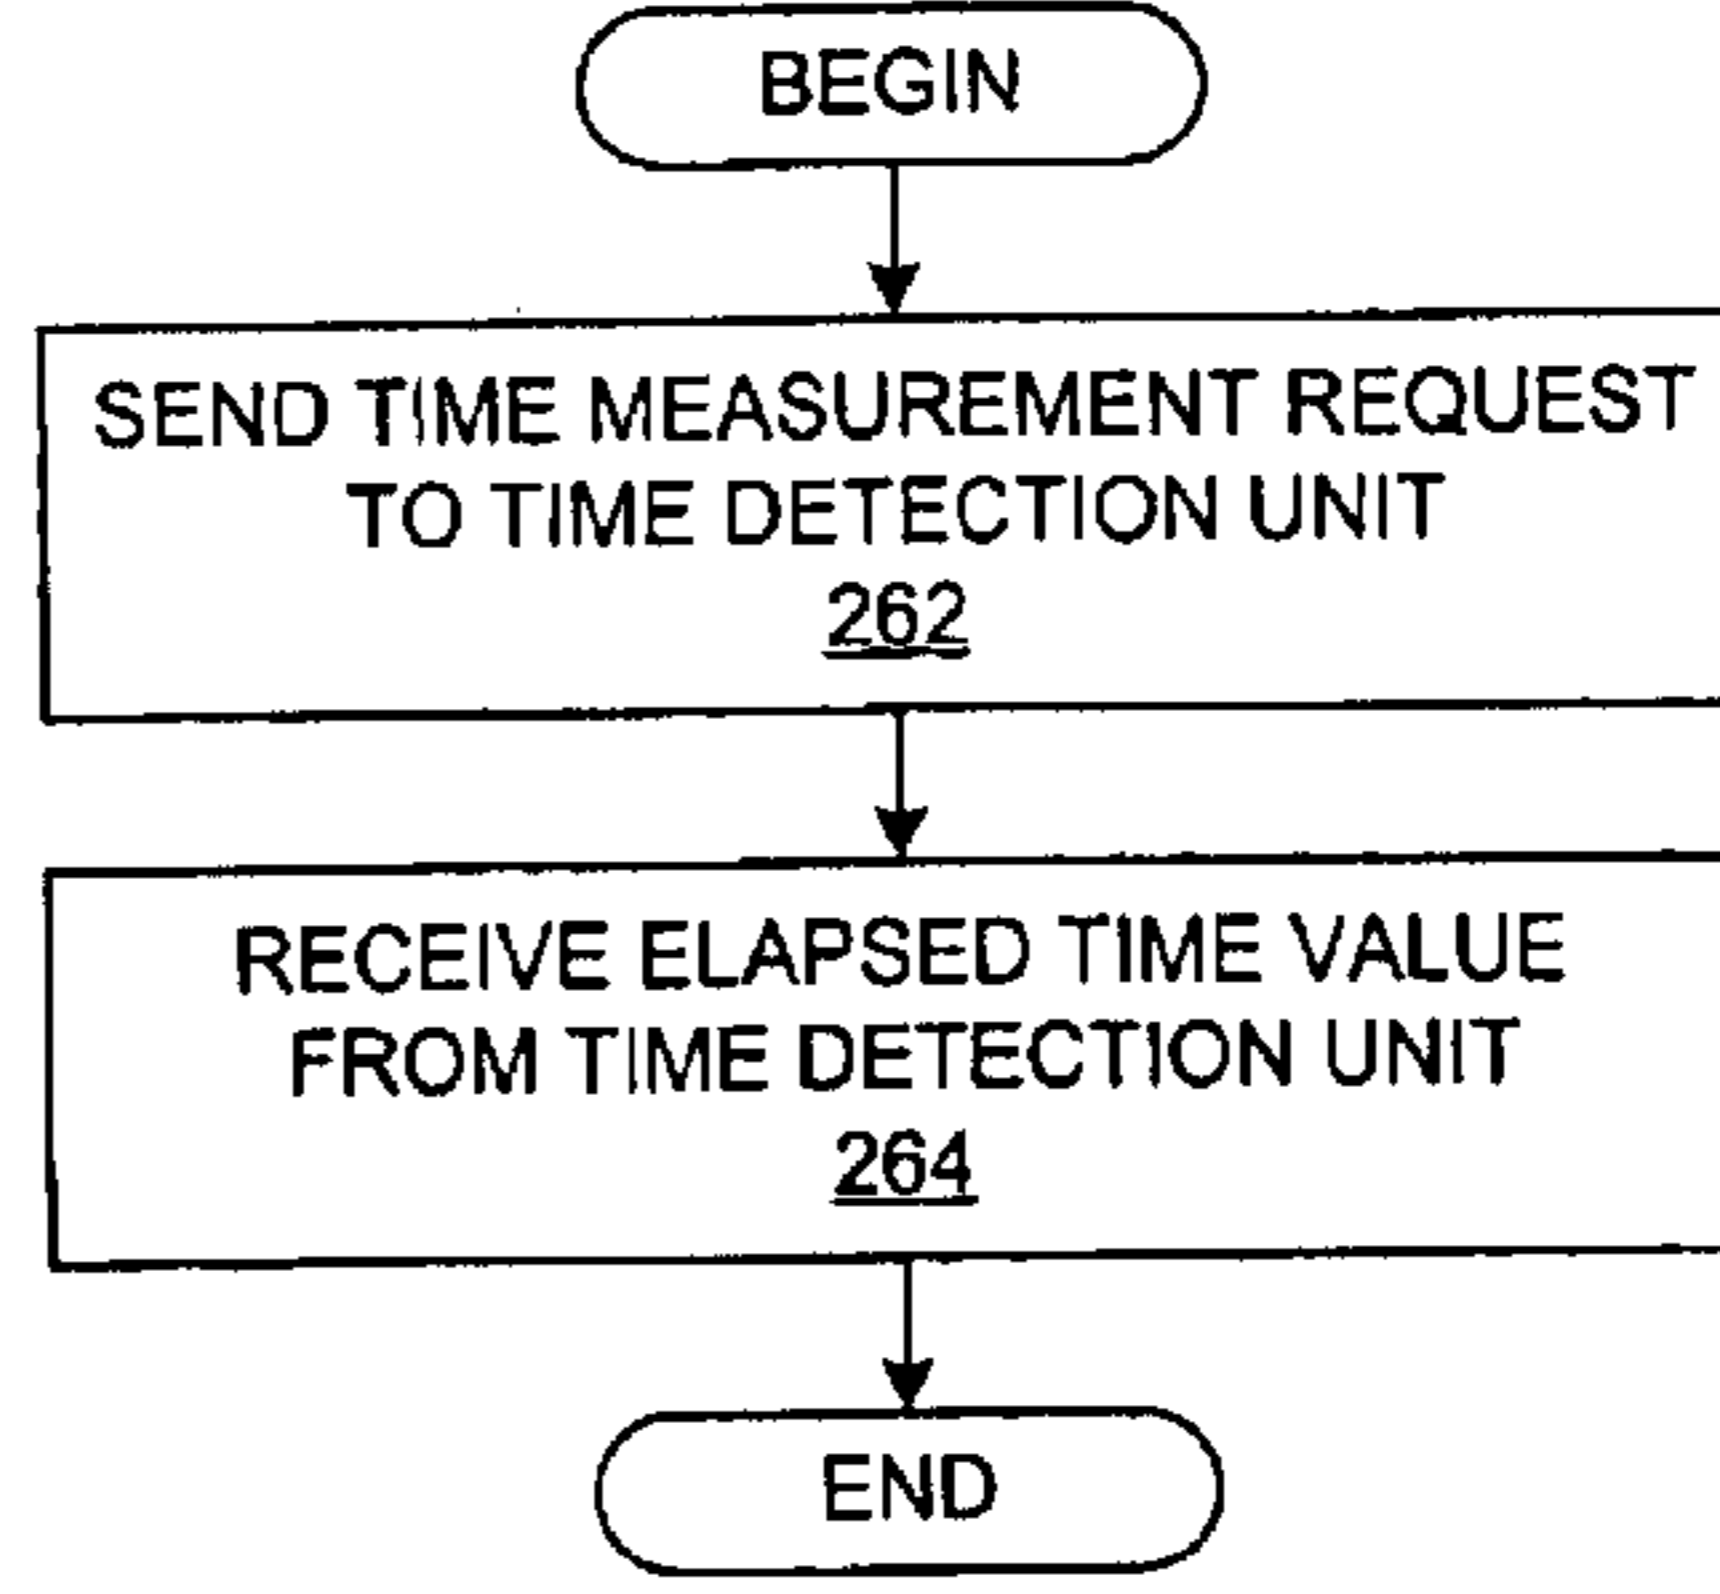 BEGIN
SEND TIME MEASUREMENT REQUEST
TO TIME DETECTION UNIT
262
RECEIVE ELAPSED TIME VALUE
FROM TIME DETECTION UNIT
264
END